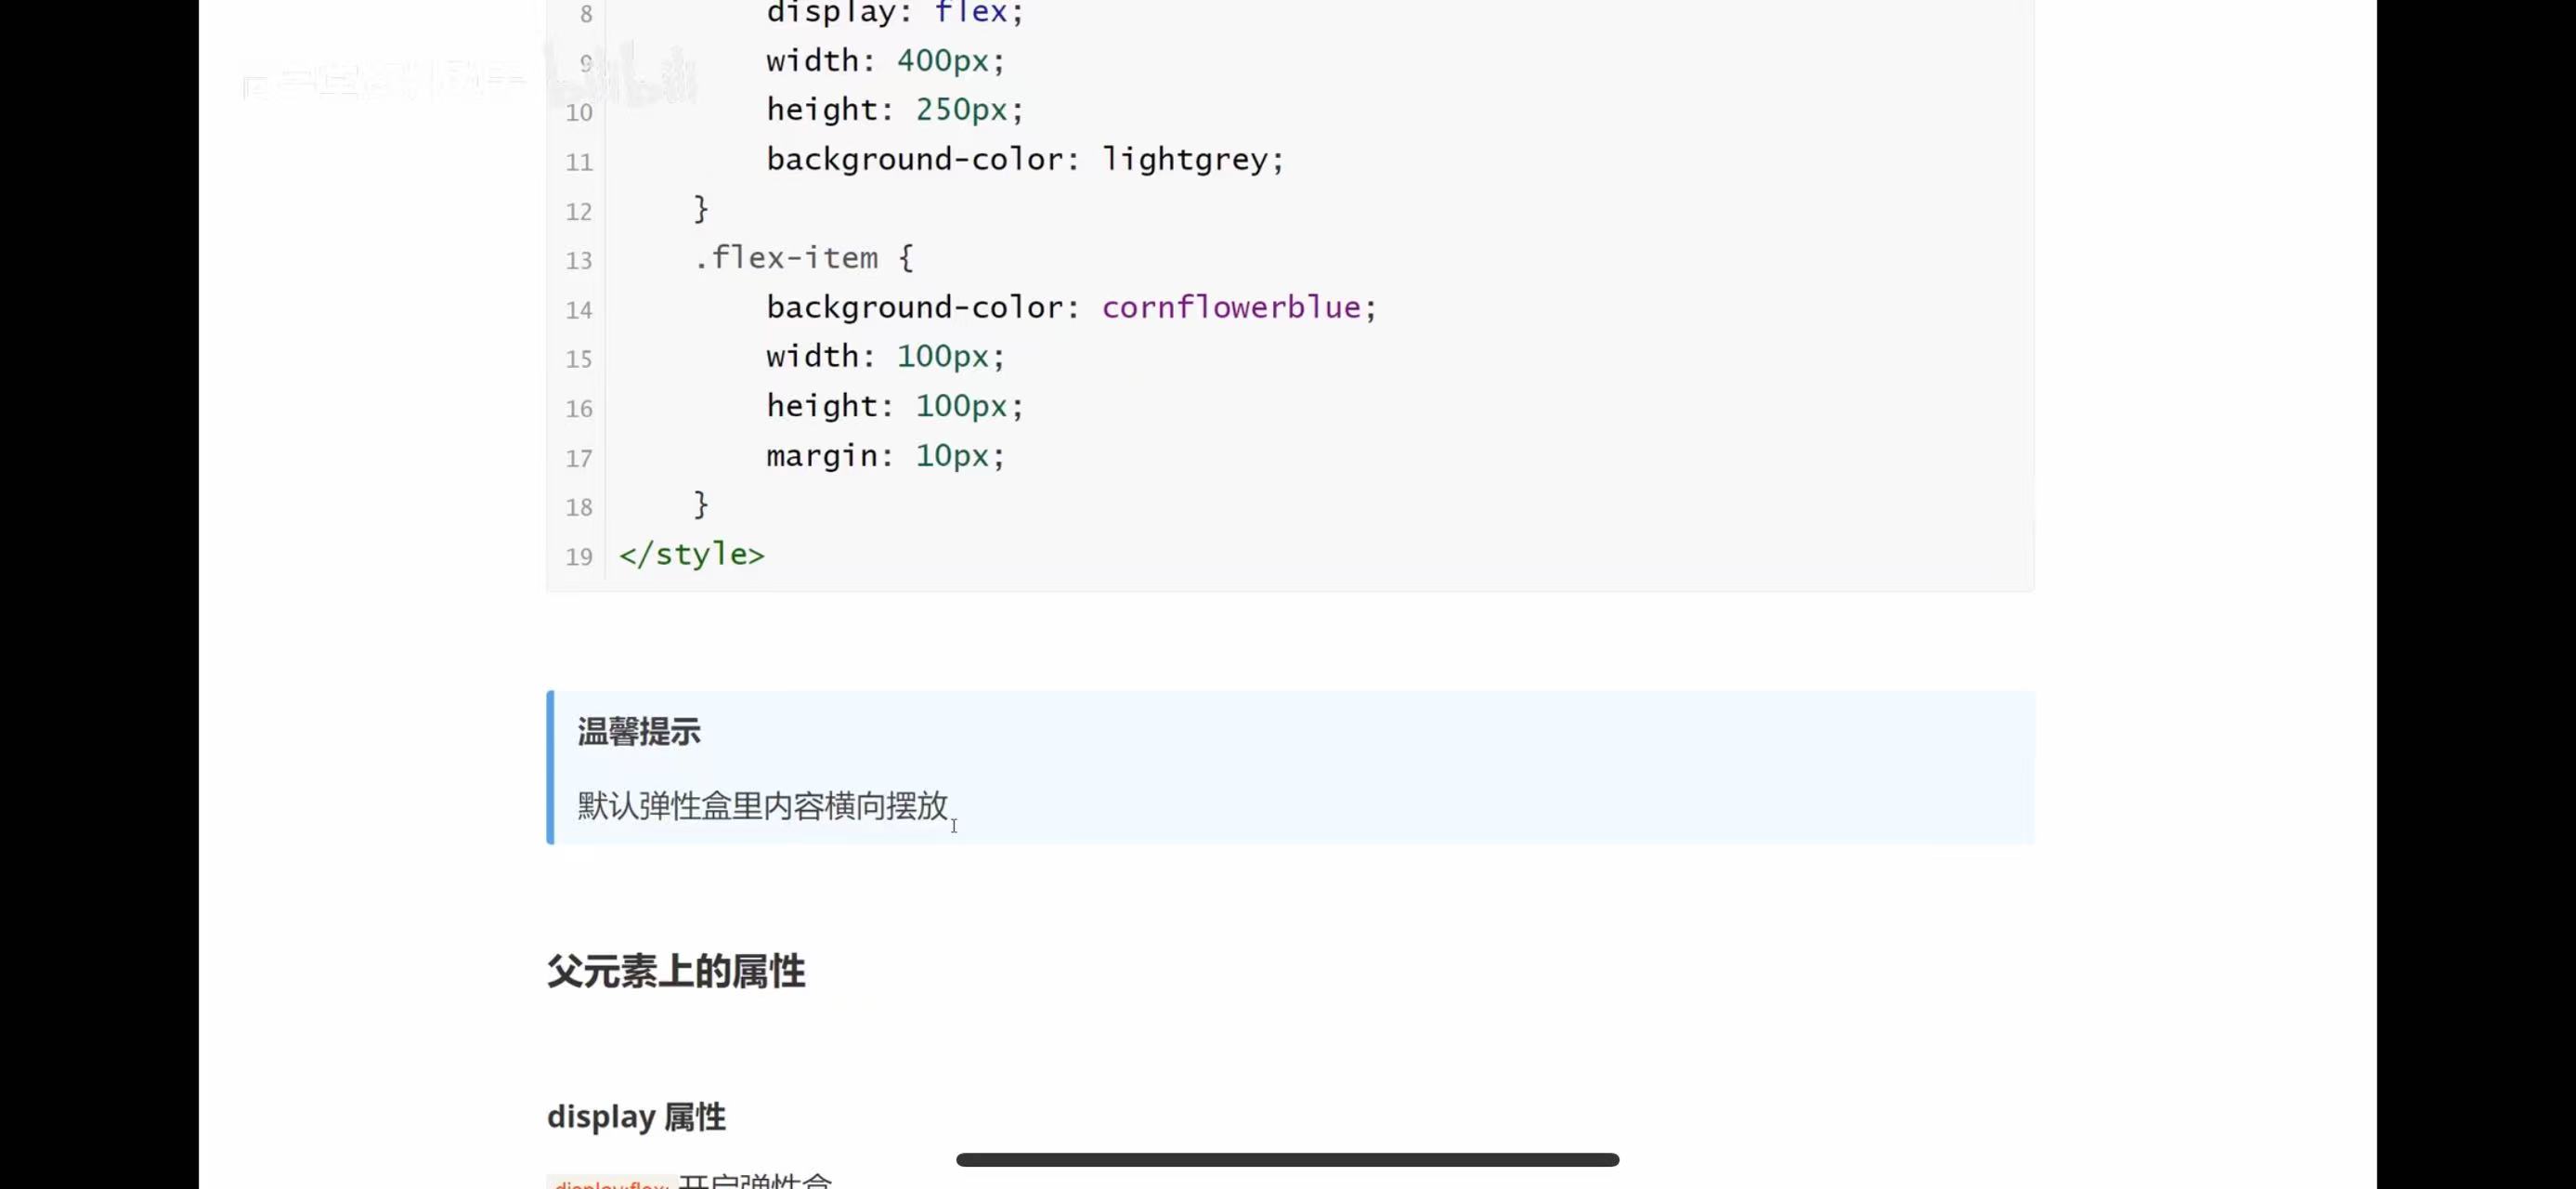 8 display: flex;
9 width: 400px;
10 height: 250px;
11 background-color: lightgrey;
12 }
13 .flex-item {
14 background-color: cornflowerblue;
15 width: 100px;
16 height: 100px;
17 margin: 10px;
18 }
19 </style>
温馨提示
默认弹性盒里内容横向摆放
父元素上的属性
display 属性
display:flex; 开启弹性盒